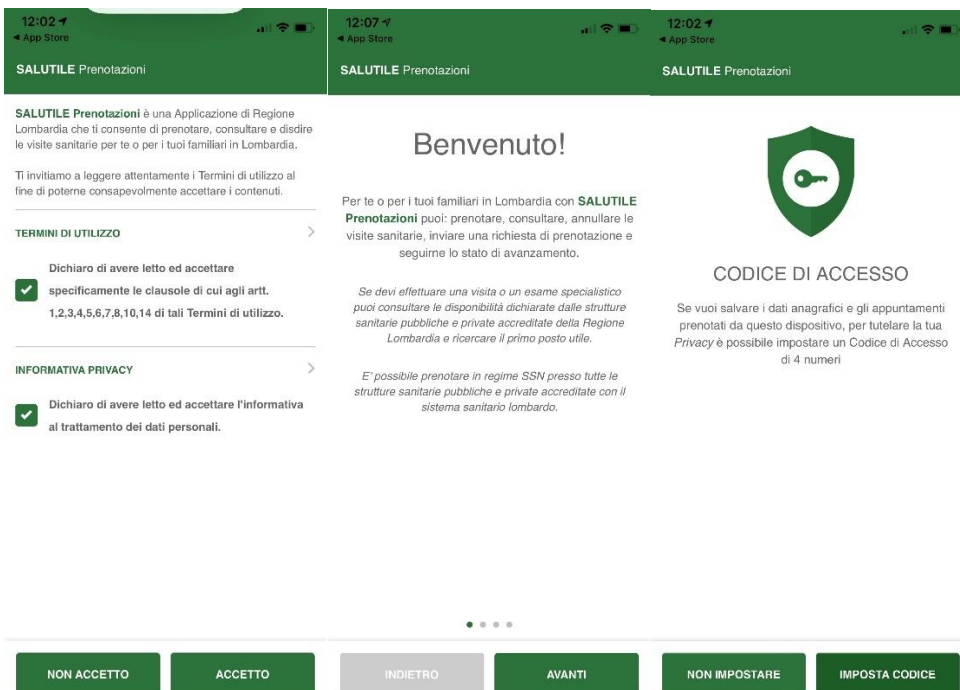 12:02
◀ App Store
SALUTILE Prenotazioni
SALUTILE Prenotazioni è una Applicazione di Regione
Lombardia che ti consente di prenotare, consultare e disdire
le visite sanitarie per te o per i tuoi familiari in Lombardia.
Ti invitiamo a leggere attentamente i Termini di utilizzo al
fine di poterne consapevolmente accettare i contenuti.
TERMINI DI UTILIZZO
Dichiaro di avere letto ed accettare
specificamente le clausole di cui agli artt.
1,2,3,4,5,6,7,8,10,14 di tali Termini di utilizzo.
INFORMATIVA PRIVACY
Dichiaro di avere letto ed accettare l'informativa
al trattamento dei dati personali.
NON ACCETTO
ACCETTO
12:07
◀ App Store
SALUTILE Prenotazioni
Benvenuto!
Per te o per i tuoi familiari in Lombardia con SALUTILE
Prenotazioni puoi: prenotare, consultare, annullare le
visite sanitarie, inviare una richiesta di prenotazione e
seguirne lo stato di avanzamento.
Se devi effettuare una visita o un esame specialistico
puoi consultare le disponibilità dichiarate dalle strutture
sanitarie pubbliche e private accreditate della Regione
Lombardia e ricercare il primo posto utile.
E' possibile prenotare in regime SSN presso tutte le
strutture sanitarie pubbliche e private accreditate con il
sistema sanitario lombardo.
INDIETRO
AVANTI
12:02
◀ App Store
SALUTILE Prenotazioni
CODICE DI ACCESSO
Se vuoi salvare i dati anagrafici e gli appuntamenti
prenotati da questo dispositivo, per tutelare la tua
Privacy è possibile impostare un Codice di Accesso
di 4 numeri
NON IMPOSTARE
IMPOSTA CODICE